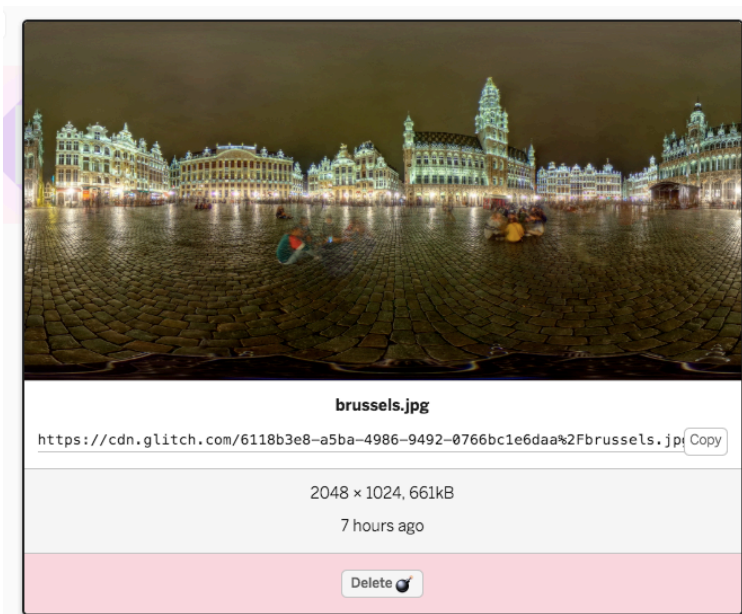 brussels.jpg
https://cdn.glitch.com/6118b3e8-a5ba-4986-9492-0766bc1e6daa%2Fbrussels.jpg
Copy
2048 × 1024, 661kB
7 hours ago
Delete